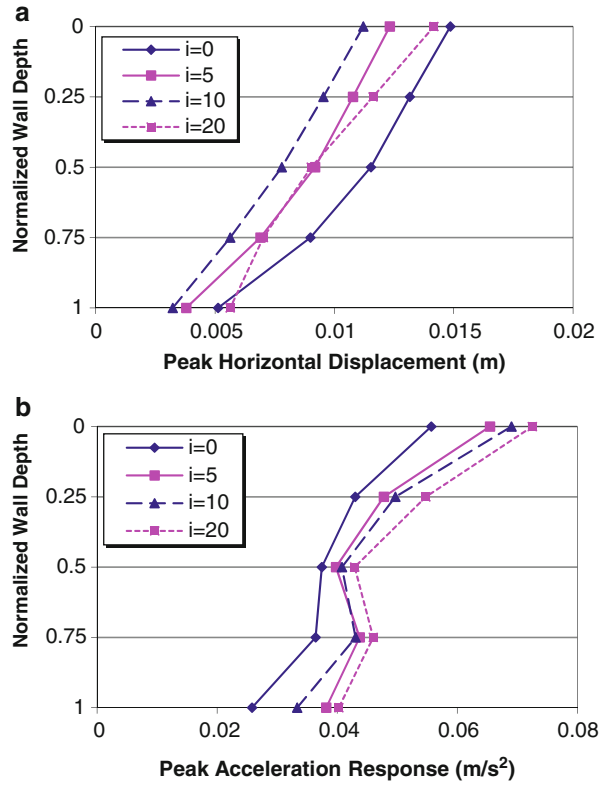 a
0
0.25
0.5
0.75
1
Normalized Wall Depth
i=0
i=5
i=10
i=20
0 0.005 0.01 0.015 0.02
Peak Horizontal Displacement (m)
b
0
0.25
0.5
0.75
1
Normalized Wall Depth
i=0
i=5
i=10
i=20
0 0.02 0.04 0.06 0.08
Peak Acceleration Response (m/s²)